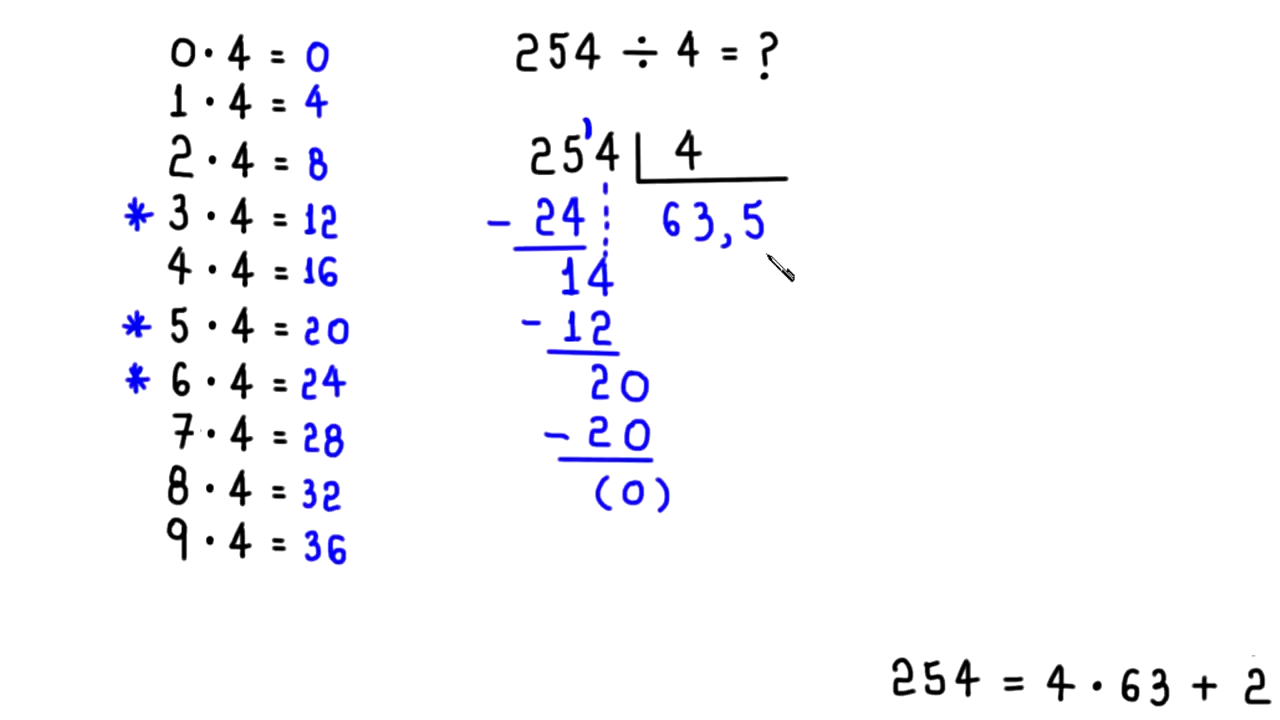 0 · 4 = 0
1 · 4 = 4
2 · 4 = 8
* 3 · 4 = 12
4 · 4 = 16
* 5 · 4 = 20
* 6 · 4 = 24
7 · 4 = 28
8 · 4 = 32
9 · 4 = 36
254 ÷ 4 = ?
25'4 | 4
- 24 63,5
14
- 12
20
- 20
(0)
254 = 4 · 63 + 2